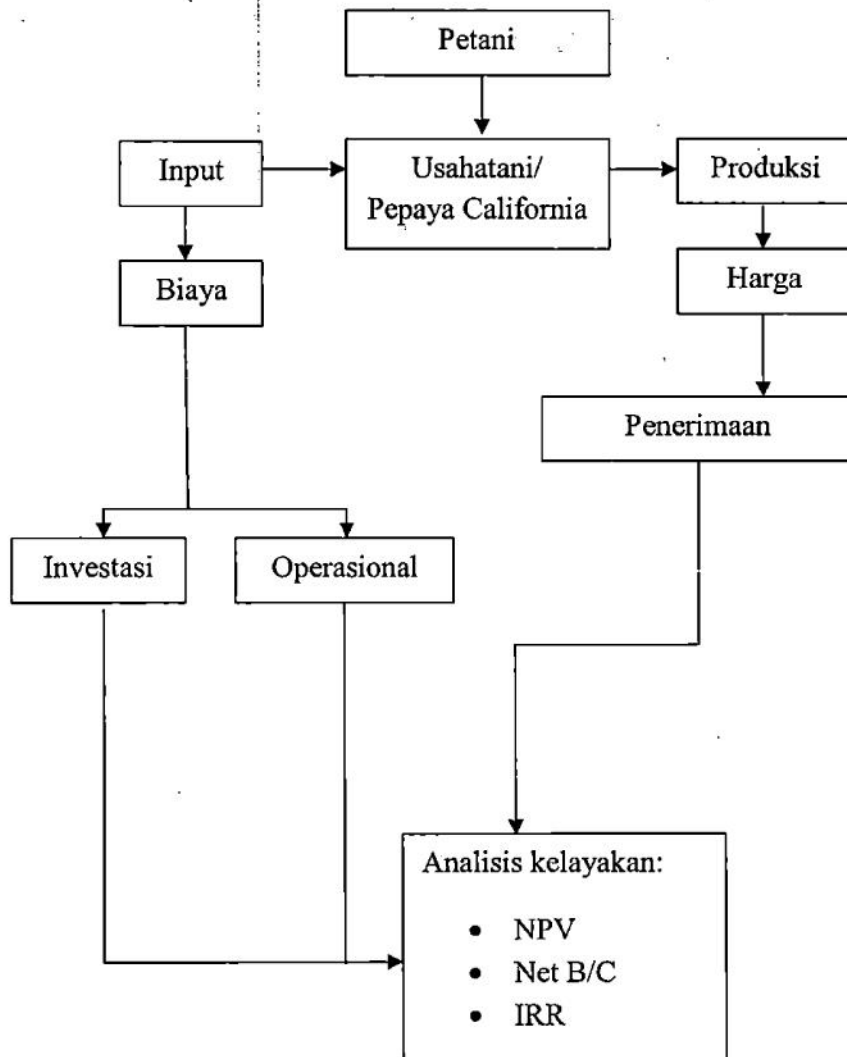 Petani
Input
Usahatani/
Pepaya California
Produksi
Biaya
Harga
Penerimaan
Investasi
Operasional
Analisis kelayakan:
• NPV
• Net B/C
• IRR